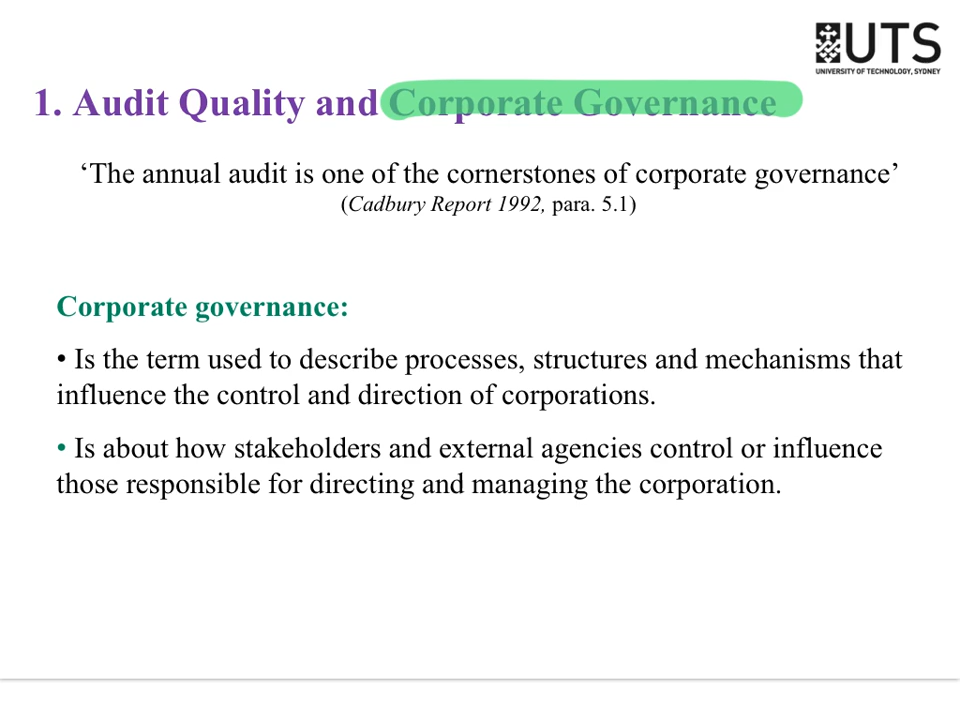 UTS
UNIVERSITY OF TECHNOLOGY, SYDNEY
1. Audit Quality and Corporate Governance
‘The annual audit is one of the cornerstones of corporate governance’
(Cadbury Report 1992, para. 5.1)
Corporate governance:
• Is the term used to describe processes, structures and mechanisms that
influence the control and direction of corporations.
• Is about how stakeholders and external agencies control or influence
those responsible for directing and managing the corporation.